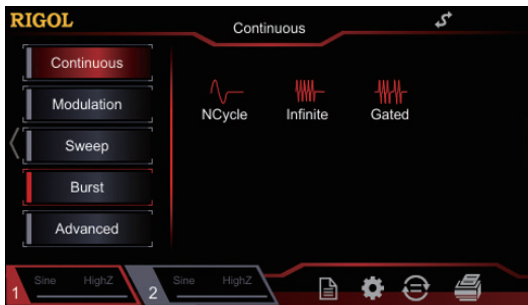 RIGOL
Continuous
Continuous
Modulation
Sweep
Burst
Advanced
NCycle Infinite Gated
1 Sine HighZ 2 Sine HighZ